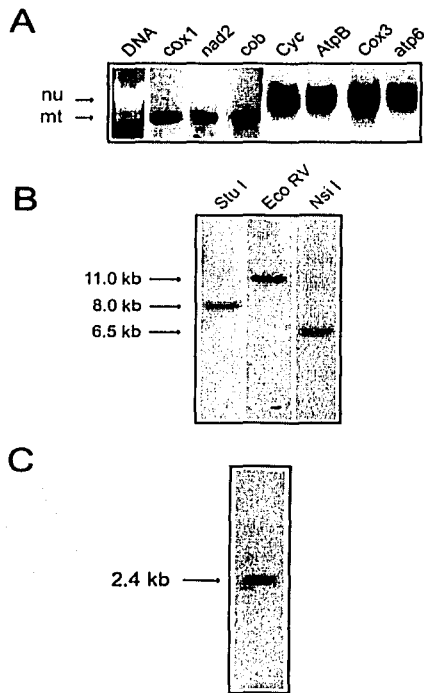 A
DNA cox1 nad2 cob Cyc AtpB Cox3 atp6
nu
mt
B
Stu I Eco RV Nsi I
11.0 kb
8.0 kb
6.5 kb
C
2.4 kb